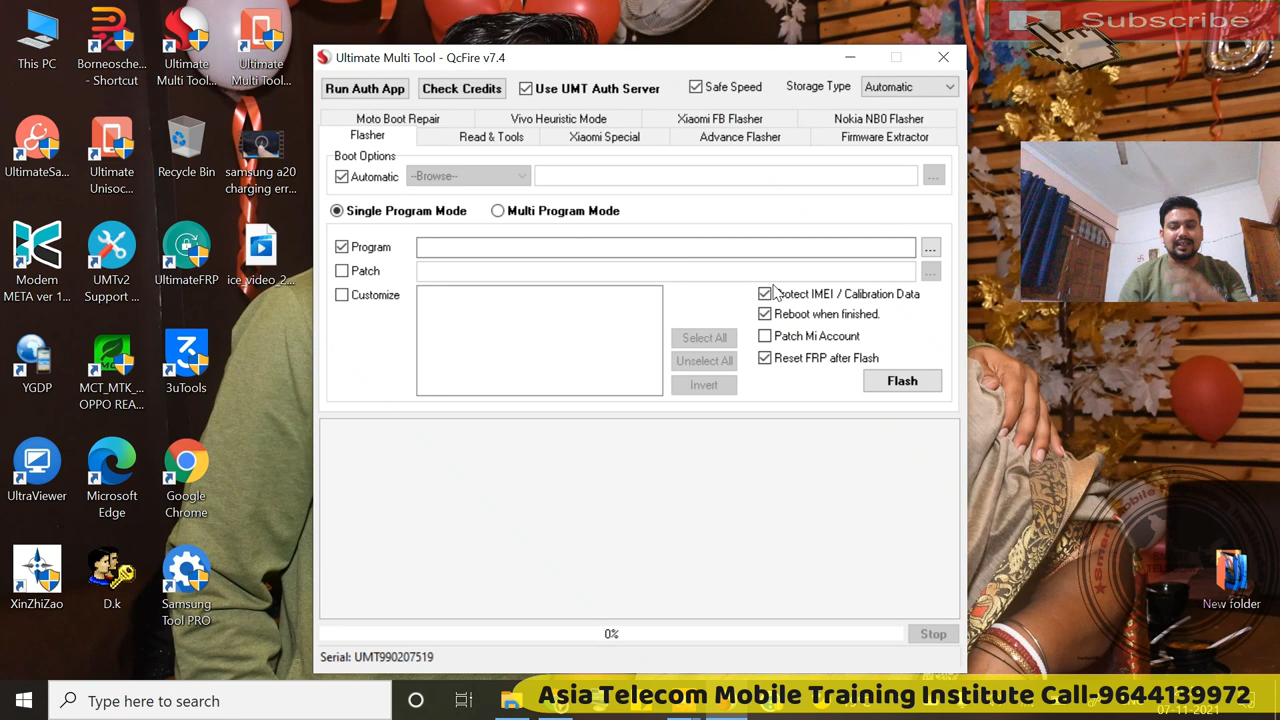 Subscribe
This PC
Borneosche...
- Shortcut
Ultimate
Multi Tool...
Ultimate
Multi Tool...
UltimateSa...
Ultimate
Unisoc...
Recycle Bin
samsung a20
charging err...
Modem
META ver 1...
UMTv2
Support ...
UltimateFRP
ice_video_2...
YGDP
MCT_MTK_...
OPPO REA...
3uTools
UltraViewer
Microsoft
Edge
Google
Chrome
XinZhiZao
D.k
Samsung
Tool PRO
Ultimate Multi Tool - QcFire v7.4
Run Auth App
Check Credits
Use UMT Auth Server
Safe Speed
Storage Type
Automatic
Moto Boot Repair
Vivo Heuristic Mode
Xiaomi FB Flasher
Nokia NB0 Flasher
Flasher
Read & Tools
Xiaomi Special
Advance Flasher
Firmware Extractor
Boot Options
Automatic
--Browse--
...
Single Program Mode
Multi Program Mode
Program
...
Patch
...
Customize
Select All
Unselect All
Invert
Protect IMEI / Calibration Data
Reboot when finished.
Patch Mi Account
Reset FRP after Flash
Flash
0%
Stop
Serial: UMT990207519
New folder
Type here to search
Asia Telecom Mobile Training Institute Call-9644139972
07-11-2021